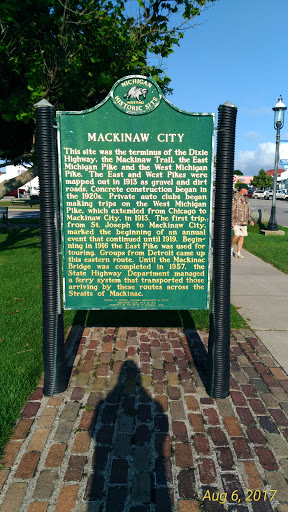 MICHIGAN
HISTORIC SITE
MACKINAW CITY
This site was the terminus of the Dixie
Highway, the Mackinaw Trail, the East
Michigan Pike and the West Michigan
Pike. The East and West Pikes were
mapped out in 1913 as gravel and dirt
roads. Concrete construction began in
the 1920s. Private auto clubs began
making trips on the West Michigan
Pike, which extended from Chicago to
Mackinaw City, in 1913. The first trip,
from St. Joseph to Mackinaw City,
marked the beginning of an annual
event that continued until 1919. Begin-
ning in 1916 the East Pike was used for
touring. Groups from Detroit came up
this eastern route. Until the Mackinac
Bridge was completed in 1957, the
State Highway Department managed
a ferry system that transported those
arriving by these routes across the
Straits of Mackinac.
Aug 6, 2017